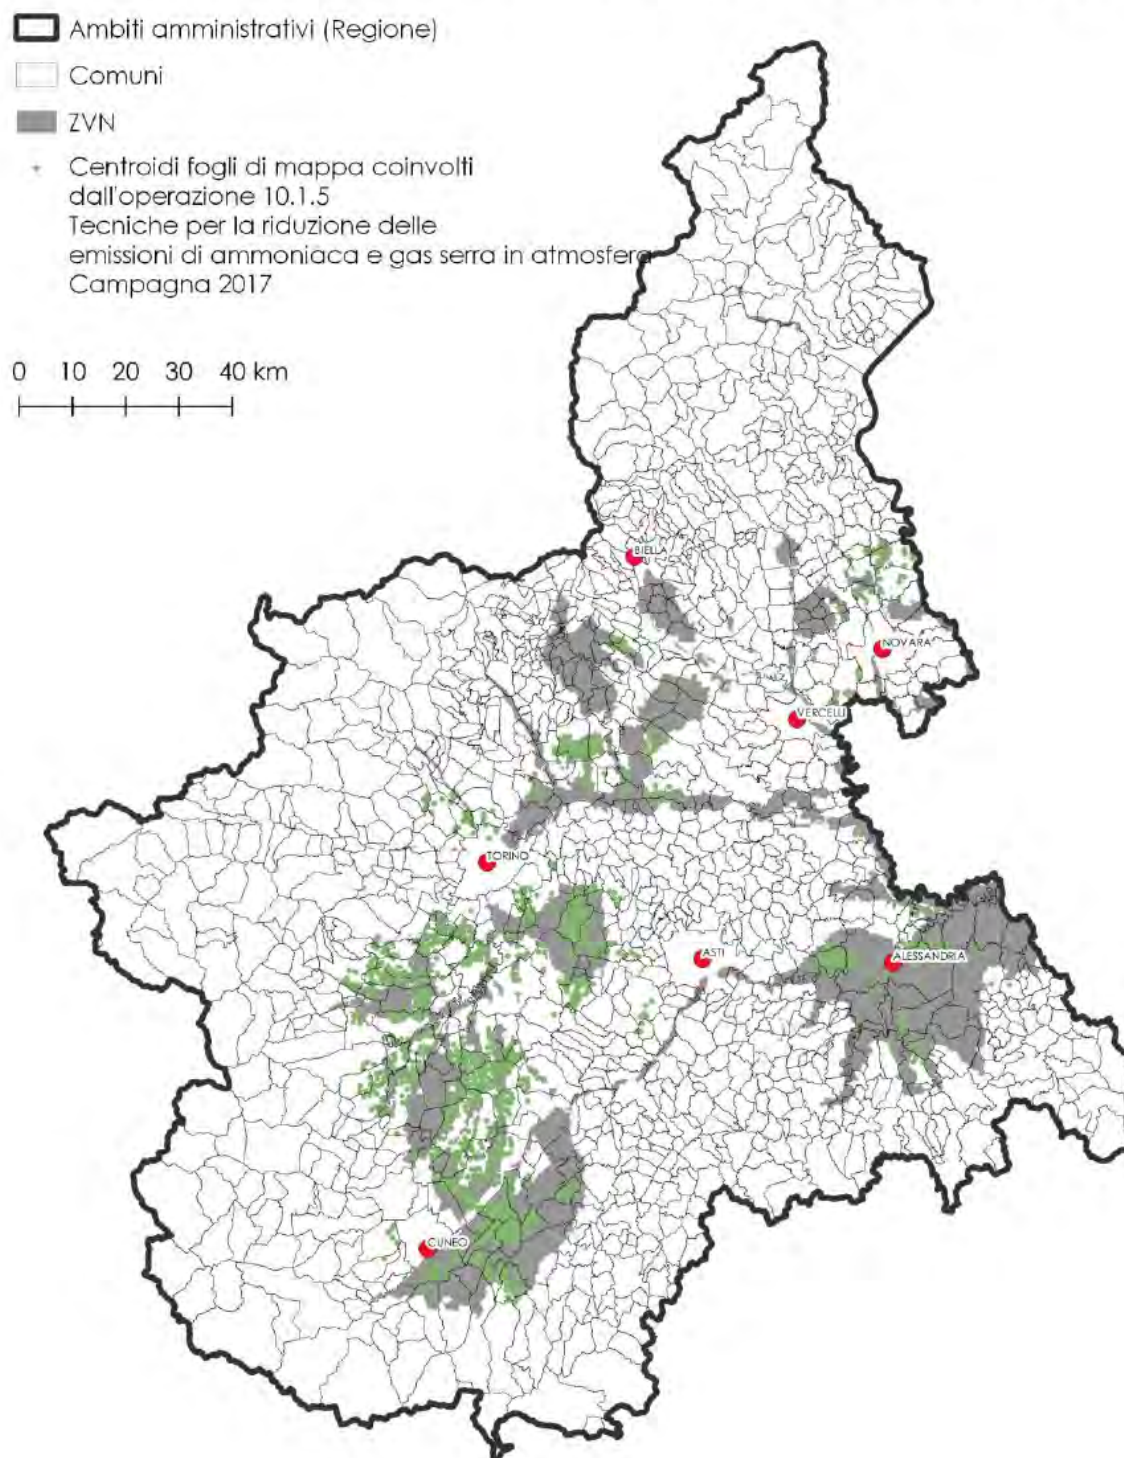 Ambiti amministrativi (Regione)
Comuni
ZVN
Centroidi fogli di mappa coinvolti
dall'operazione 10.1.5
Tecniche per la riduzione delle
emissioni di ammoniaca e gas serra in atmosfera
Campagna 2017
0 10 20 30 40 km
BIELLA
NOVARA
VERCELLI
TORINO
ASTI
ALESSANDRIA
CUNEO